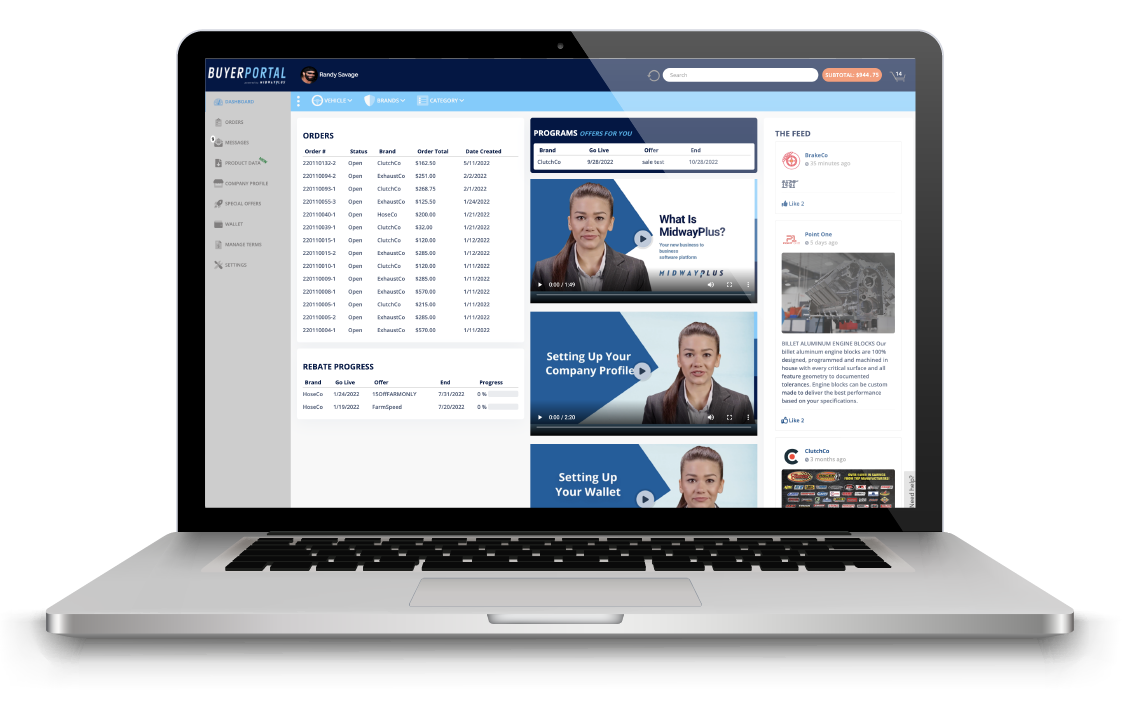 BUYERPORTAL
MIDWAYPLUS
Randy Savage
Search
SUBTOTAL: $944.75
14
VEHICLE
BRANDS
CATEGORY
DASHBOARD
ORDERS
MESSAGES
PRODUCT DATA
COMPANY PROFILE
SPECIAL OFFERS
WALLET
MANAGE TERMS
SETTINGS
ORDERS
Order # Status Brand Order Total Date Created
220110132-2 Open ClutchCo $162.50 5/11/2022
220110094-2 Open ExhaustCo $251.00 2/2/2022
220110093-1 Open ClutchCo $268.75 2/1/2022
220110055-3 Open ExhaustCo $125.50 1/24/2022
220110040-1 Open HoseCo $200.00 1/21/2022
220110039-1 Open ClutchCo $32.00 1/21/2022
220110015-1 Open ClutchCo $120.00 1/12/2022
220110015-2 Open ExhaustCo $285.00 1/12/2022
220110010-1 Open ClutchCo $120.00 1/11/2022
220110009-1 Open ExhaustCo $285.00 1/11/2022
220110008-1 Open ExhaustCo $570.00 1/11/2022
220110005-1 Open ClutchCo $215.00 1/11/2022
220110005-2 Open ExhaustCo $285.00 1/11/2022
220110004-1 Open ExhaustCo $570.00 1/11/2022
REBATE PROGRESS
Brand Go Live Offer End Progress
HoseCo 1/24/2022 15OffFARMONLY 7/31/2022 0 %
HoseCo 1/19/2022 FarmSpeed 7/20/2022 0 %
PROGRAMS OFFERS FOR YOU
Brand Go Live Offer End
ClutchCo 9/28/2022 sale test 10/28/2022
What Is
MidwayPlus?
Your new business to
business
software platform
MIDWAYPLUS
0:00 / 1:49
Setting Up Your
Company Profile
0:00 / 2:20
Setting Up
Your Wallet
THE FEED
BrakeCo
35 minutes ago
Like 2
Point One
5 days ago
BILLET ALUMINUM ENGINE BLOCKS Our
billet aluminum engine blocks are 100%
designed, programmed and machined in
house with every critical surface and all
feature geometry to documented
tolerances. Engine blocks can be custom
made to deliver the best performance
based on your specifications.
Like 2
ClutchCo
3 months ago
Need help?